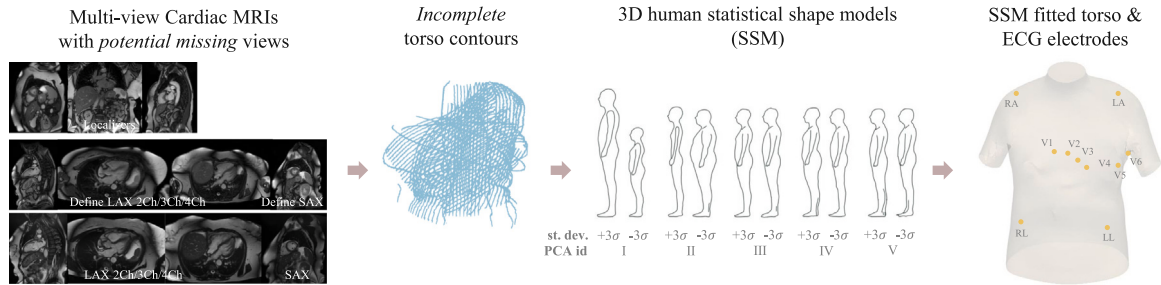 Multi-view Cardiac MRIs
with potential missing views
Localisers
Define LAX 2Ch/3Ch/4Ch
Define SAX
LAX 2Ch/3Ch/4Ch
SAX
Incomplete
torso contours
3D human statistical shape models
(SSM)
st. dev. +3σ -3σ +3σ -3σ +3σ -3σ +3σ -3σ +3σ -3σ
PCA id I II III IV V
SSM fitted torso &
ECG electrodes
RA
LA
V1
V2
V3
V4
V6
V5
RL
LL